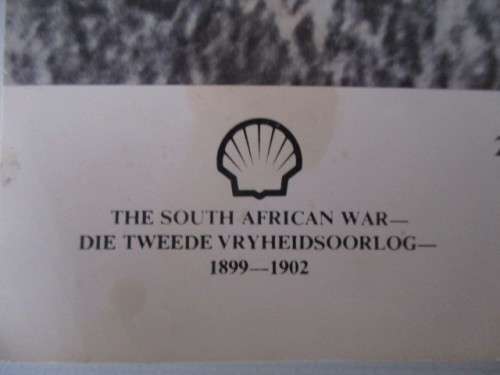 THE SOUTH AFRICAN WAR—
DIE TWEEDE VRYHEIDSOORLOG—
1899—1902